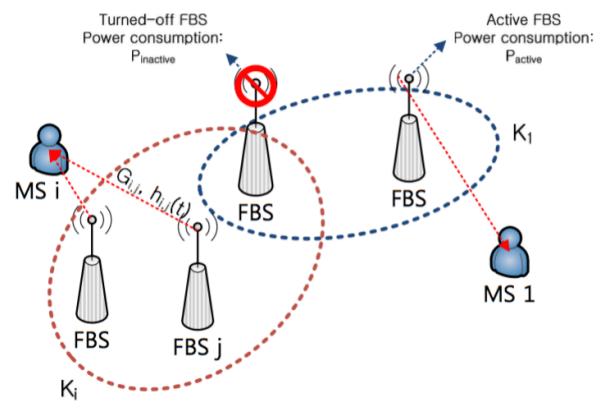 Turned-off FBS
Power consumption:
Pinactive
Active FBS
Power consumption:
Pactive
K1
MS i
Gi,j, hi,j(t)
FBS
FBS
MS 1
FBS
FBS j
Ki